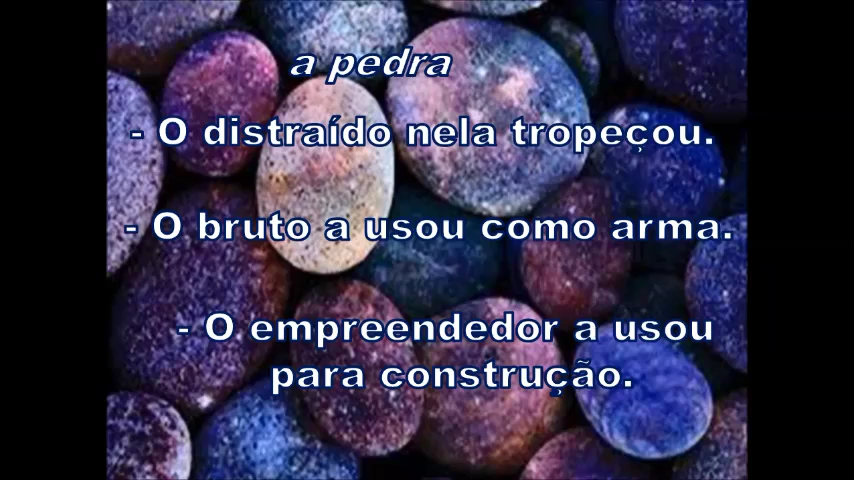 a pedra
- O distraído nela tropeçou.
- O bruto a usou como arma.
- O empreendedor a usou
para construção.